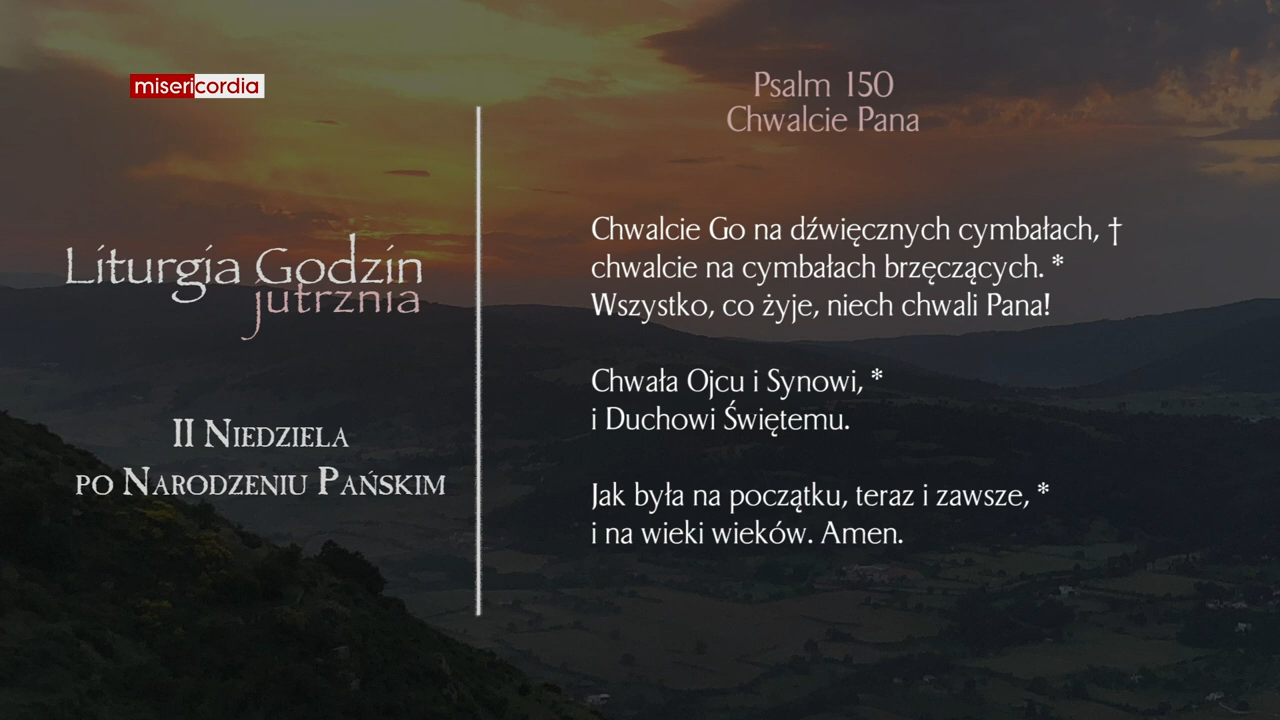 misericordia
Liturgia Godzin
jutrznia
II Niedziela
po Narodzeniu Pańskim
Psalm 150
Chwalcie Pana
Chwalcie Go na dźwięcznych cymbałach, †
chwalcie na cymbałach brzęczących. *
Wszystko, co żyje, niech chwali Pana!
Chwała Ojcu i Synowi, *
i Duchowi Świętemu.
Jak była na początku, teraz i zawsze, *
i na wieki wieków. Amen.